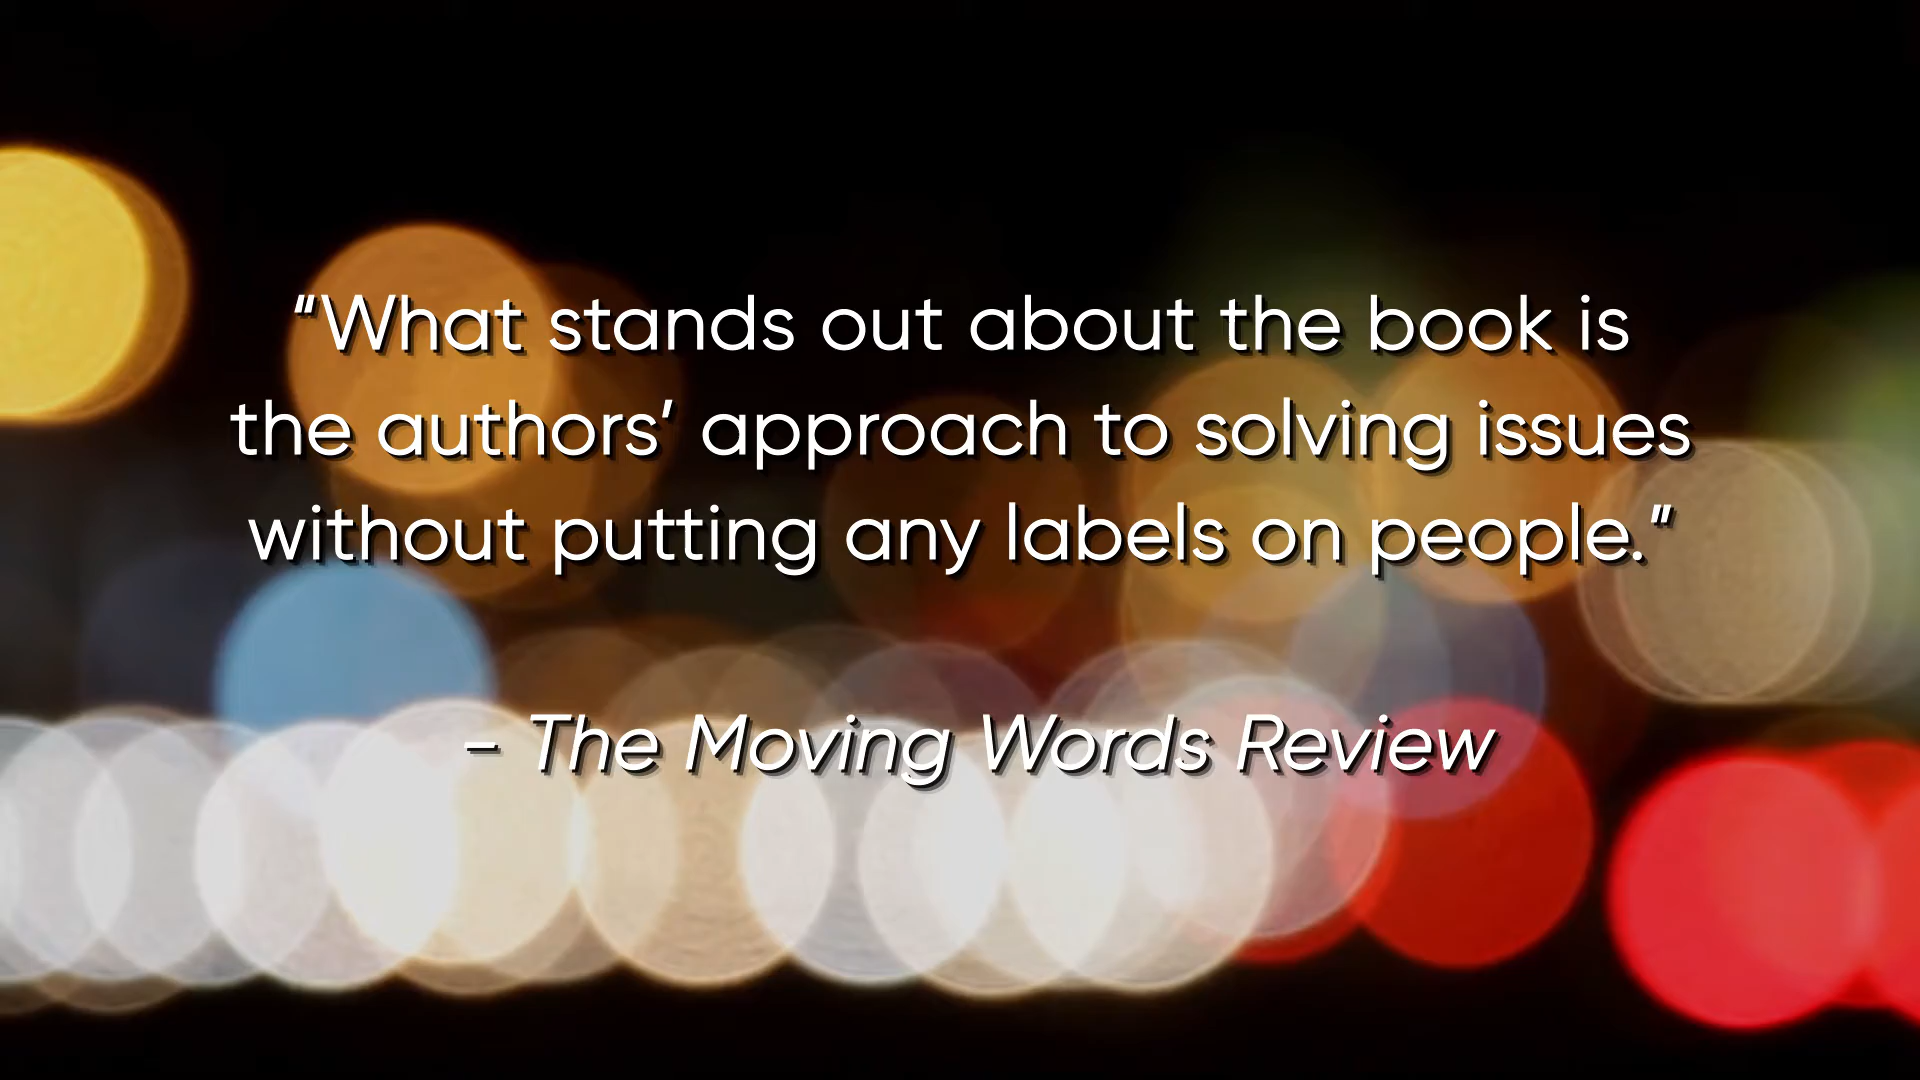 “What stands out about the book is
the authors’ approach to solving issues
without putting any labels on people.”
- The Moving Words Review